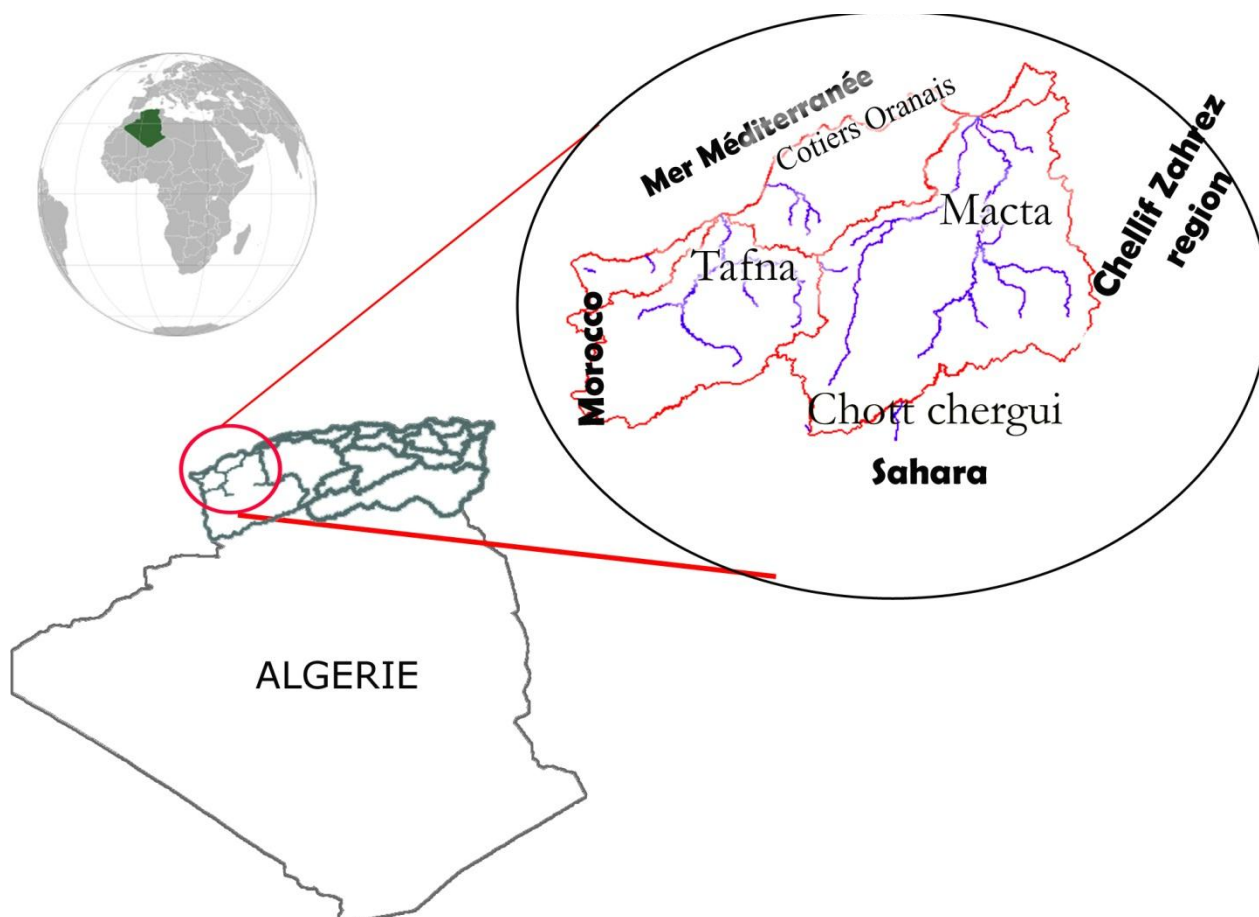 Mer Méditerranée
Cotiers Oranais
Chellif Zahrez
region
Macta
Tafna
Morocco
Chott chergui
Sahara
ALGERIE